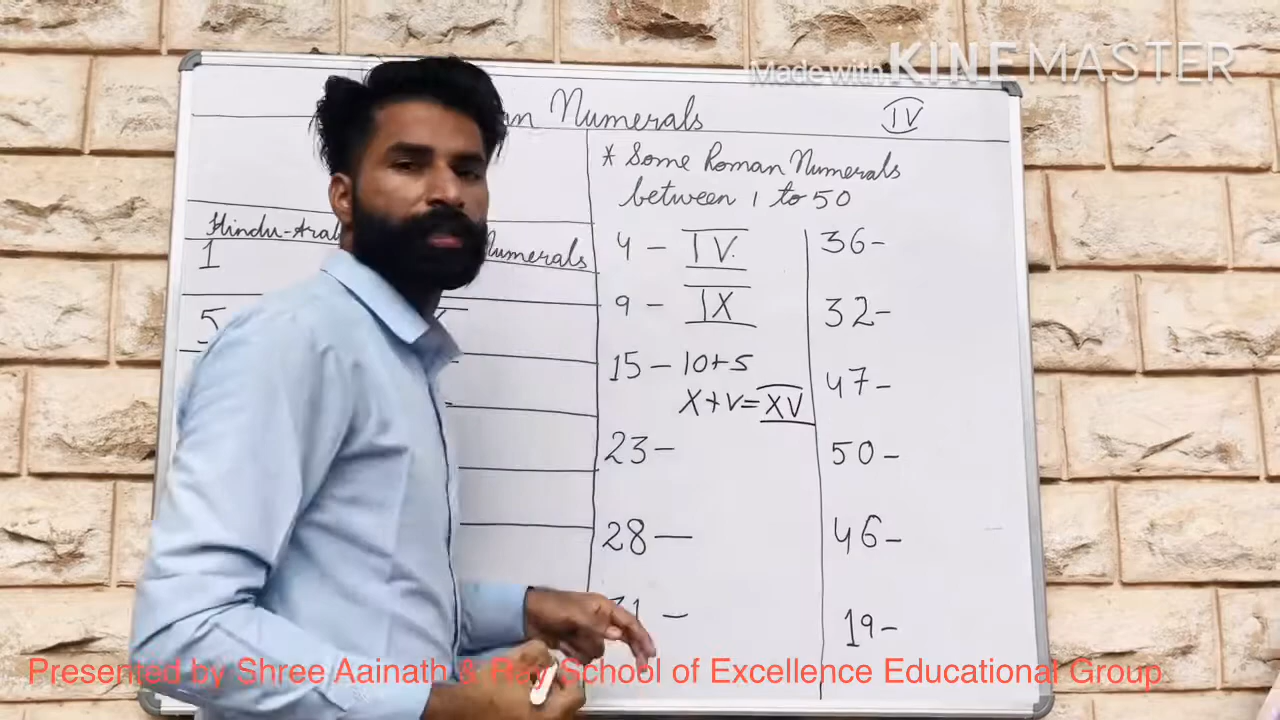 Made with KINEMASTER
Numerals
IV
* Some Roman Numerals
between 1 to 50
Numerals
1
5
4 - IV.
9 - IX
15 - 10+5
X+V=XV
23-
28-
31 -
36-
32-
47-
50-
46-
19-
Presented by Shree Aainath & Ray School of Excellence Educational Group